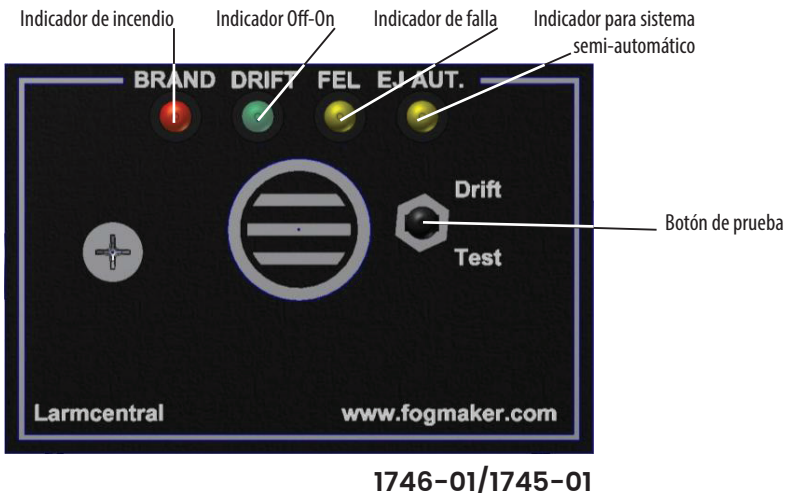 Indicador de incendio
Indicador Off-On
Indicador de falla
Indicador para sistema
semi-automático
BRAND DRIFT FEL EJ AUT.
Drift
Botón de prueba
Test
Larmcentral
www.fogmaker.com
1746-01/1745-01